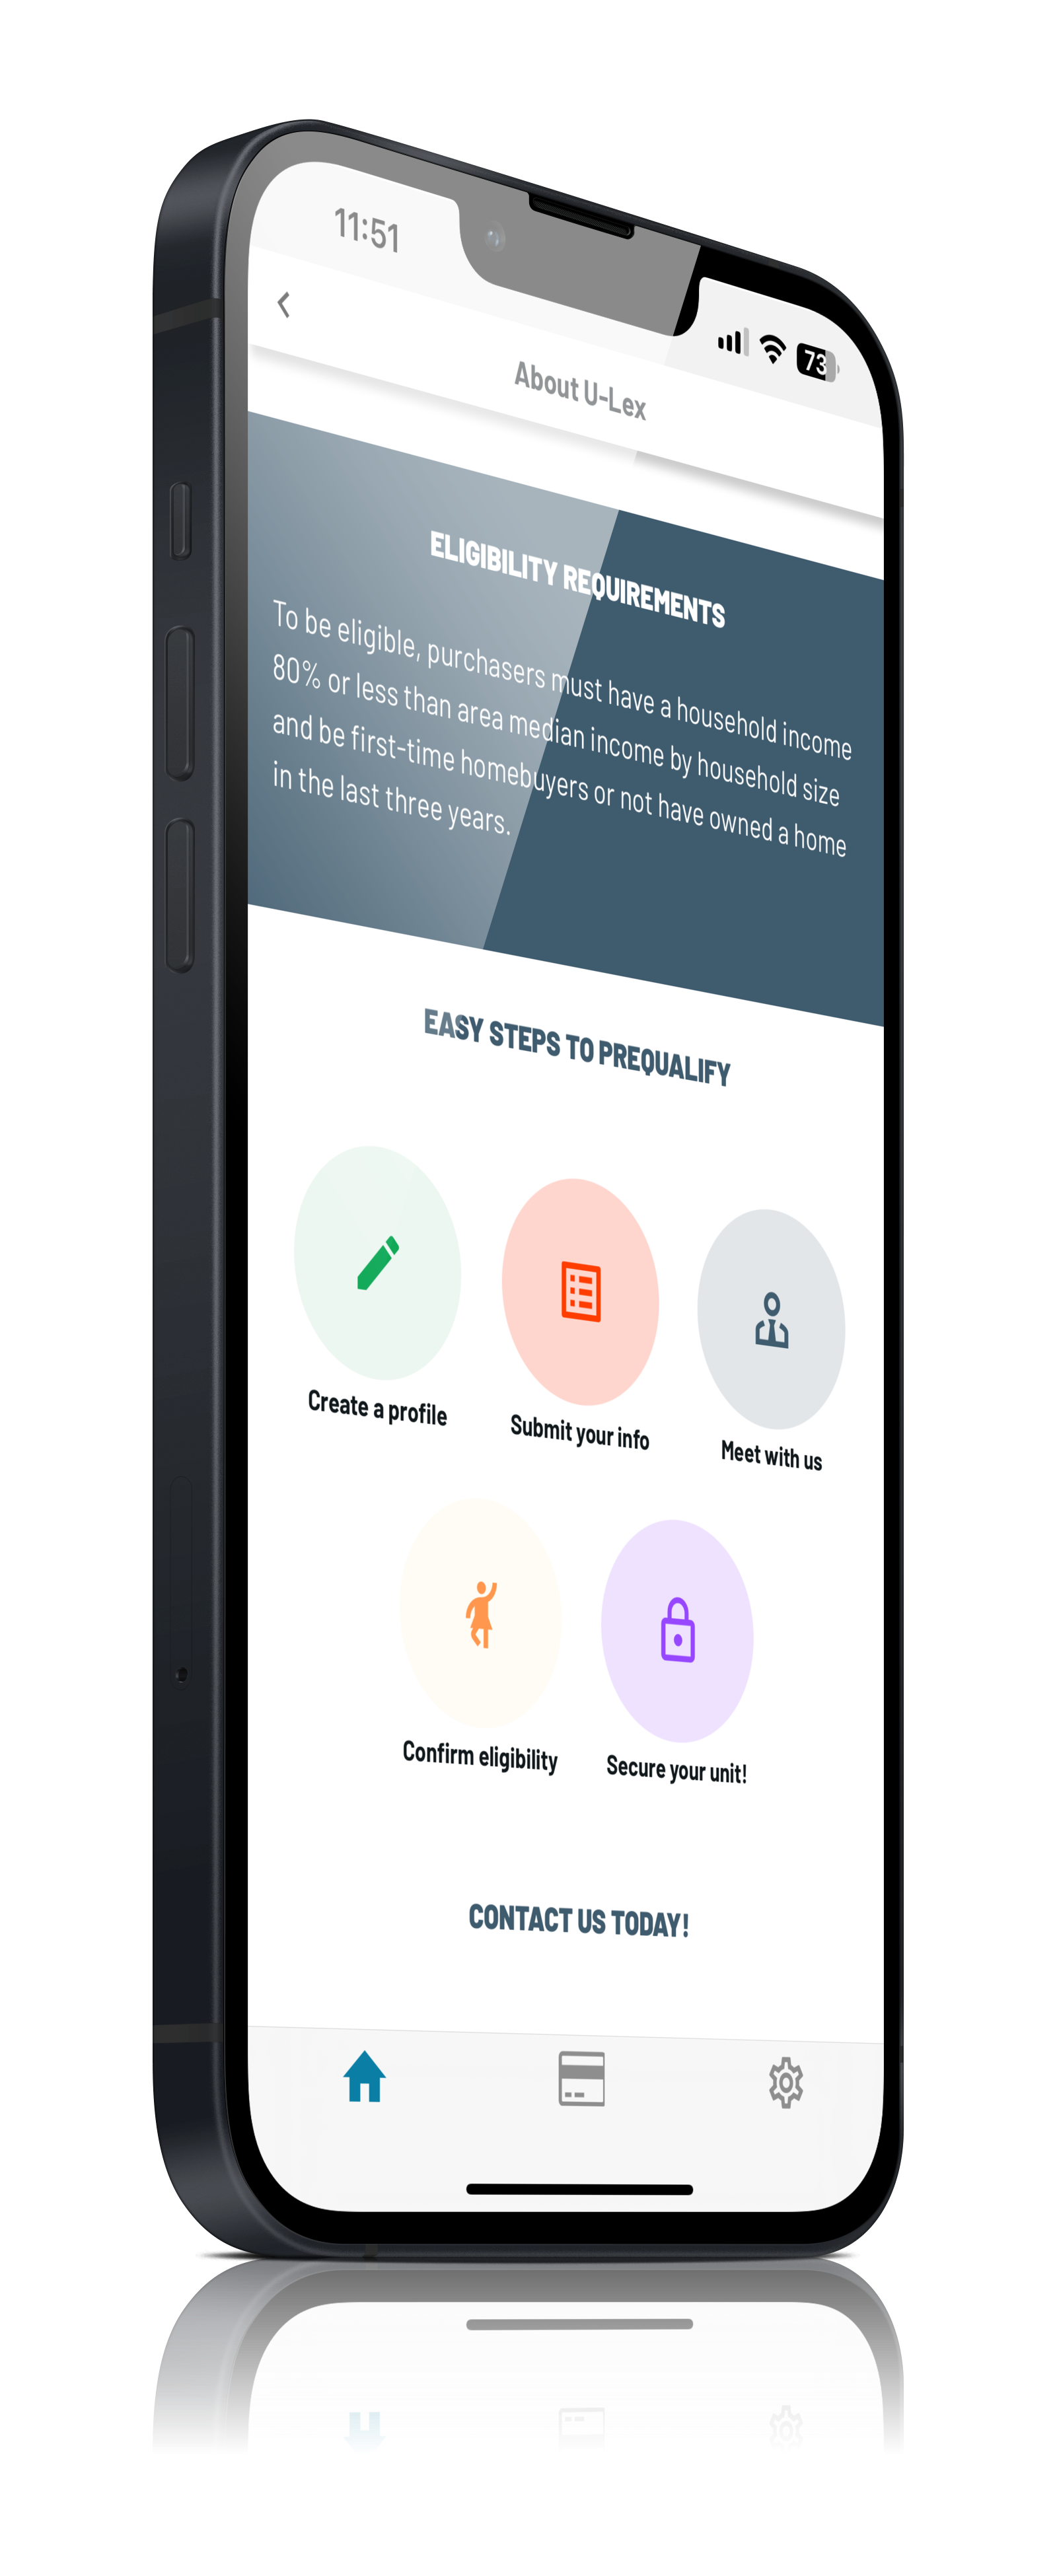 11:51
73
About U-Lex
ELIGIBILITY REQUIREMENTS
To be eligible, purchasers must have a household income
80% or less than area median income by household size
and be first-time homebuyers or not have owned a home
in the last three years.
EASY STEPS TO PREQUALIFY
Create a profile
Submit your info
Meet with us
Confirm eligibility
Secure your unit!
CONTACT US TODAY!